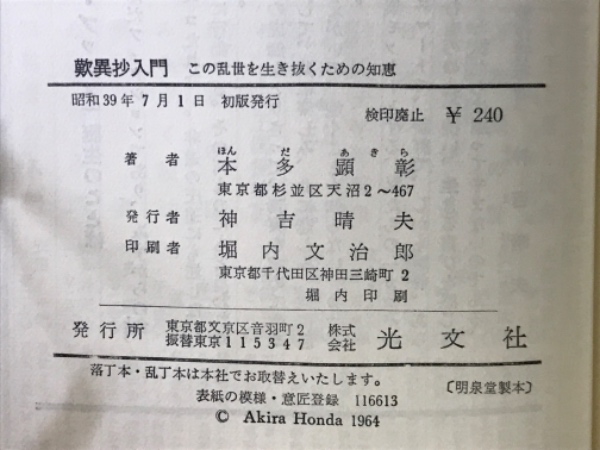 歎異抄入門 この乱世を生き抜くための知恵
昭和39年7月1日 初版発行
検印廃止 ¥ 240
ほん だ あきら
著者 本多顕彰
東京都杉並区天沼2~467
発行者 神吉晴夫
印刷者 堀内文治郎
東京都千代田区神田三崎町2
堀内印刷
発行所 東京都文京区音羽町2 株式 光文社
振替東京115347 会社
落丁本・乱丁本は本社でお取替えいたします。
〔明泉堂製本〕
表紙の模様・意匠登録 116613
© Akira Honda 1964